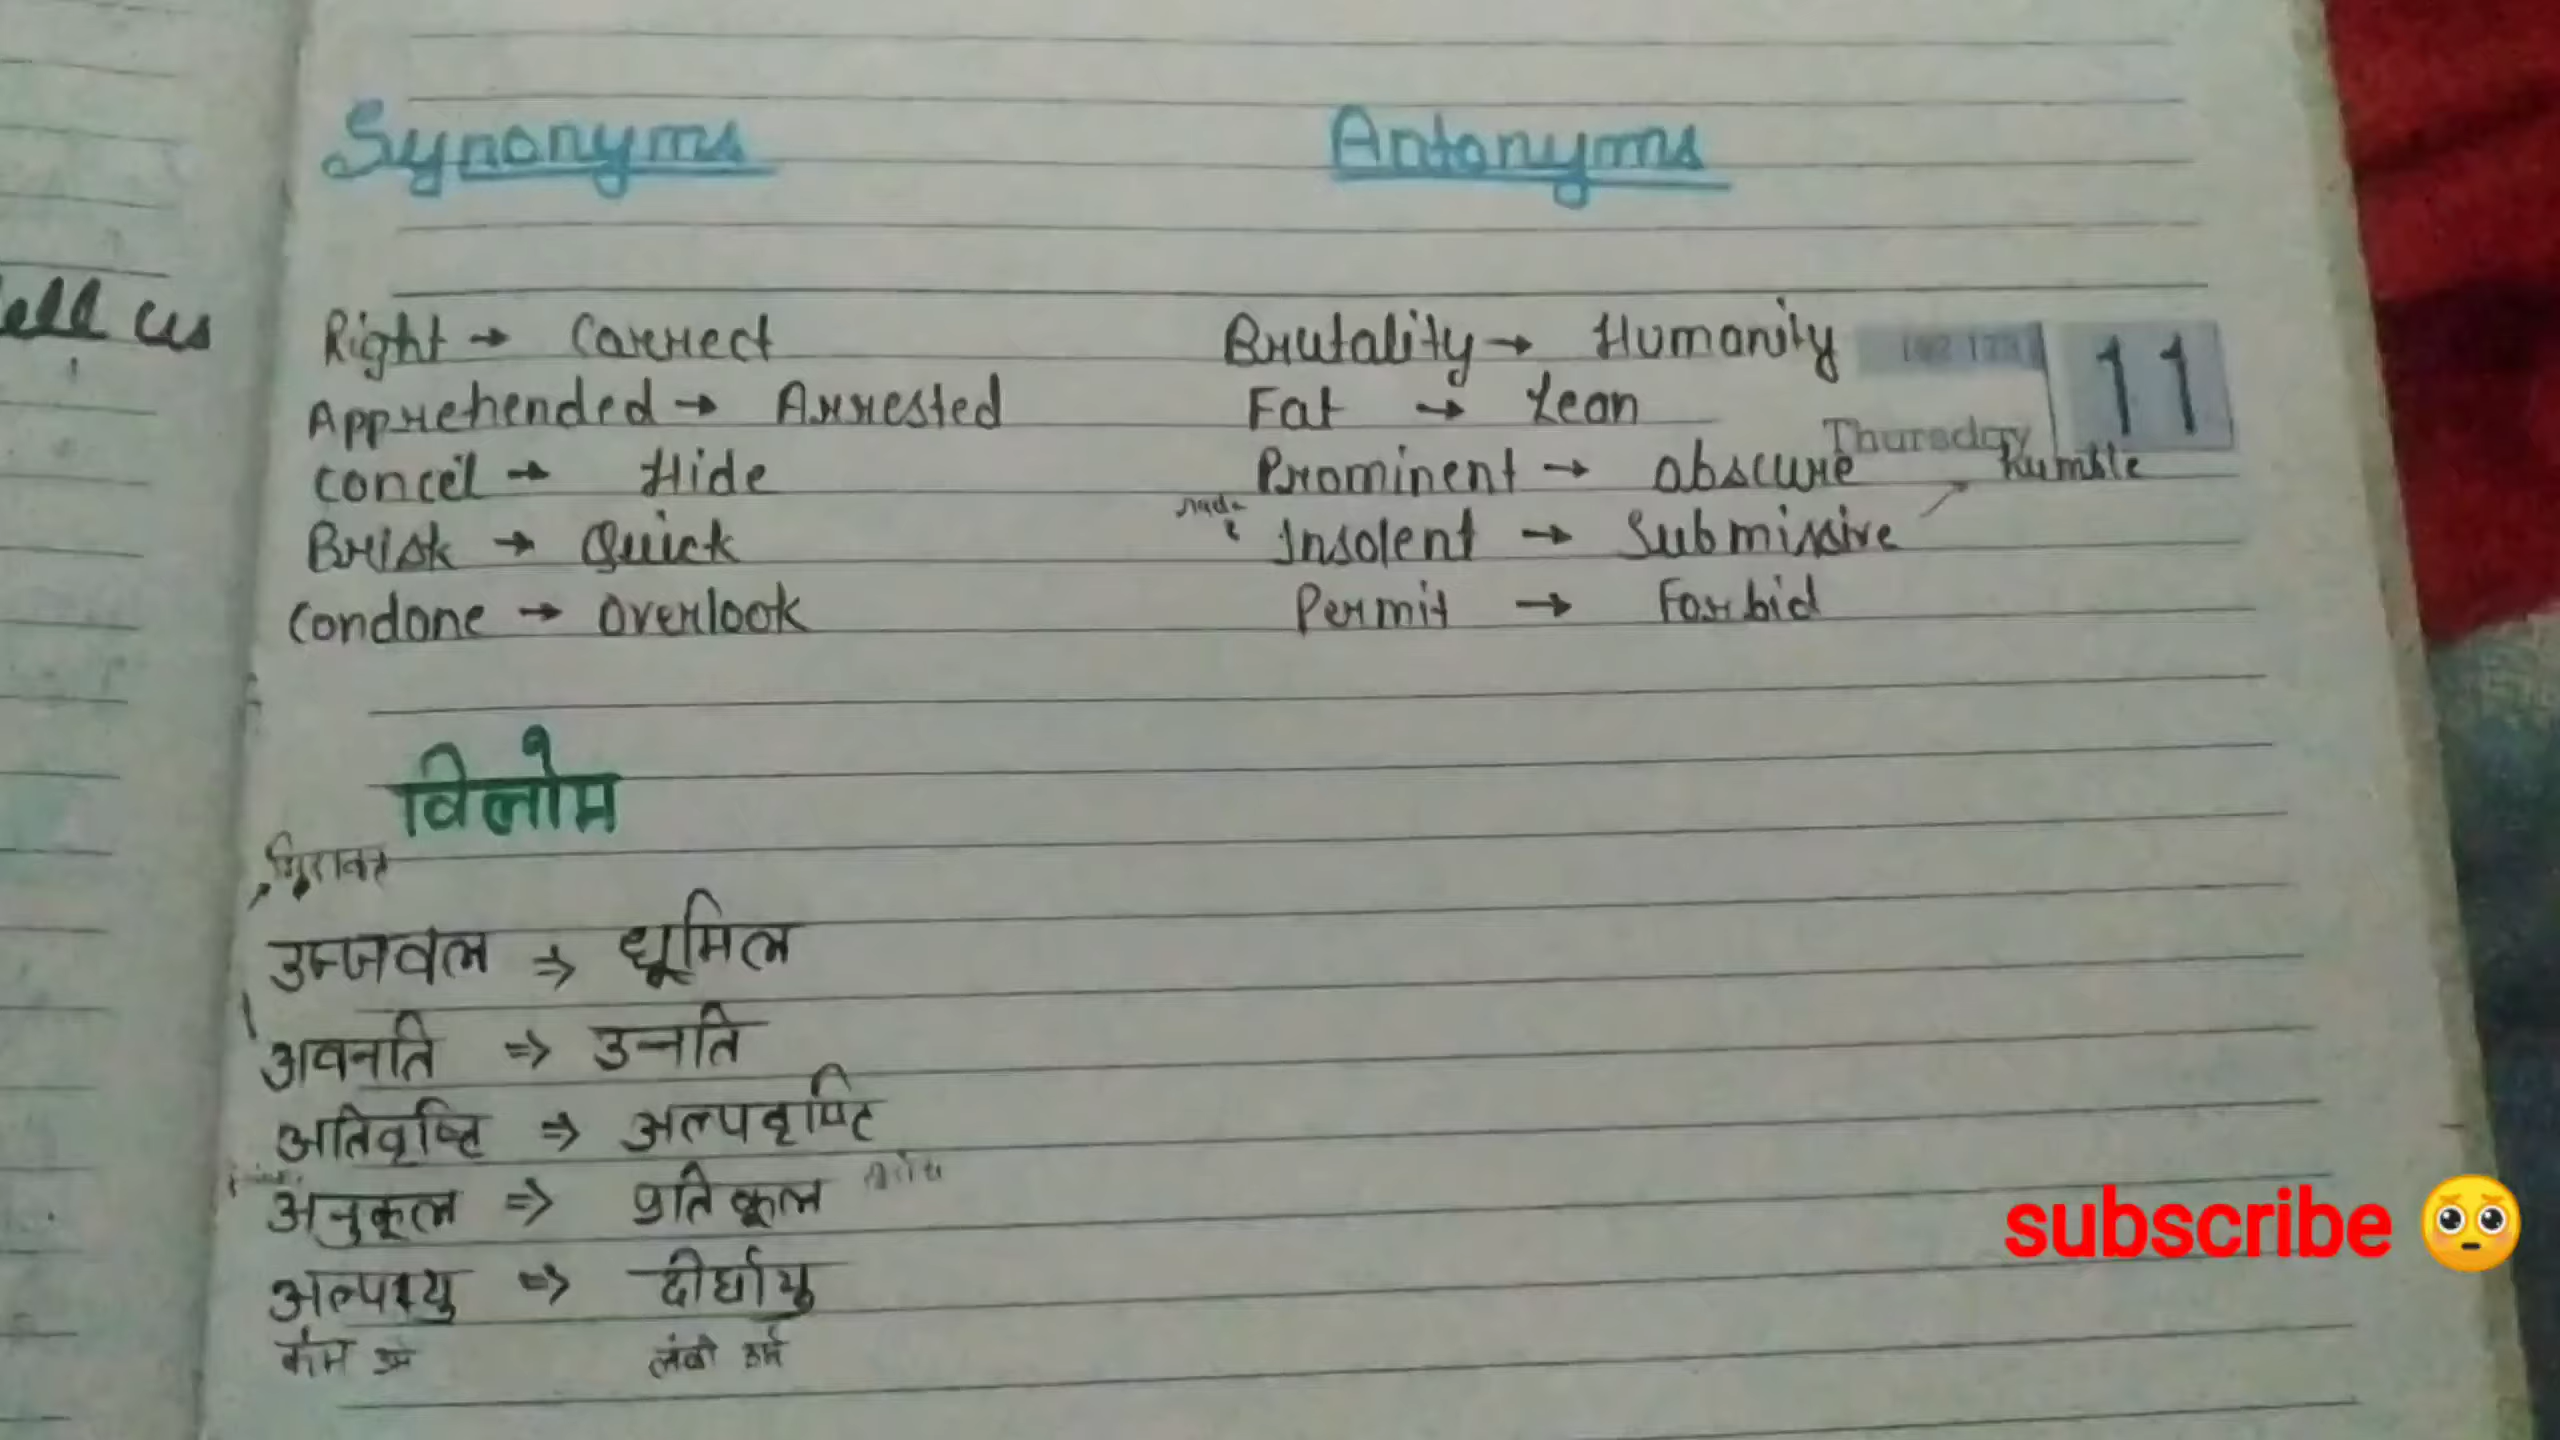 ell us
Synonyms
Right → Correct
Apprehended → Arrested
Concel → Hide
Brisk → Quick
Condone → Overlook
Antonyms
Brutality → Humanity
Fat → Lean
Prominent → obscure
Insolent → Submissive → humble
Permit → Forbid
11
Thursday
विलोम
उज्जवल ⇒ धूमिल
अवनति ⇒ उन्नति
अतिवृष्टि ⇒ अल्पवृष्टि
अनुकूल ⇒ प्रतिकूल
अल्पायु ⇒ दीर्घायु
कम लंबी
subscribe 🥺